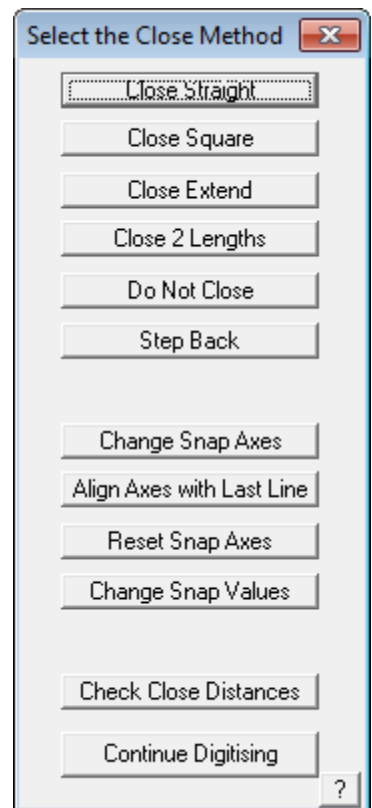 Select the Close Method
Close Straight
Close Square
Close Extend
Close 2 Lengths
Do Not Close
Step Back
Change Snap Axes
Align Axes with Last Line
Reset Snap Axes
Change Snap Values
Check Close Distances
Continue Digitising
?